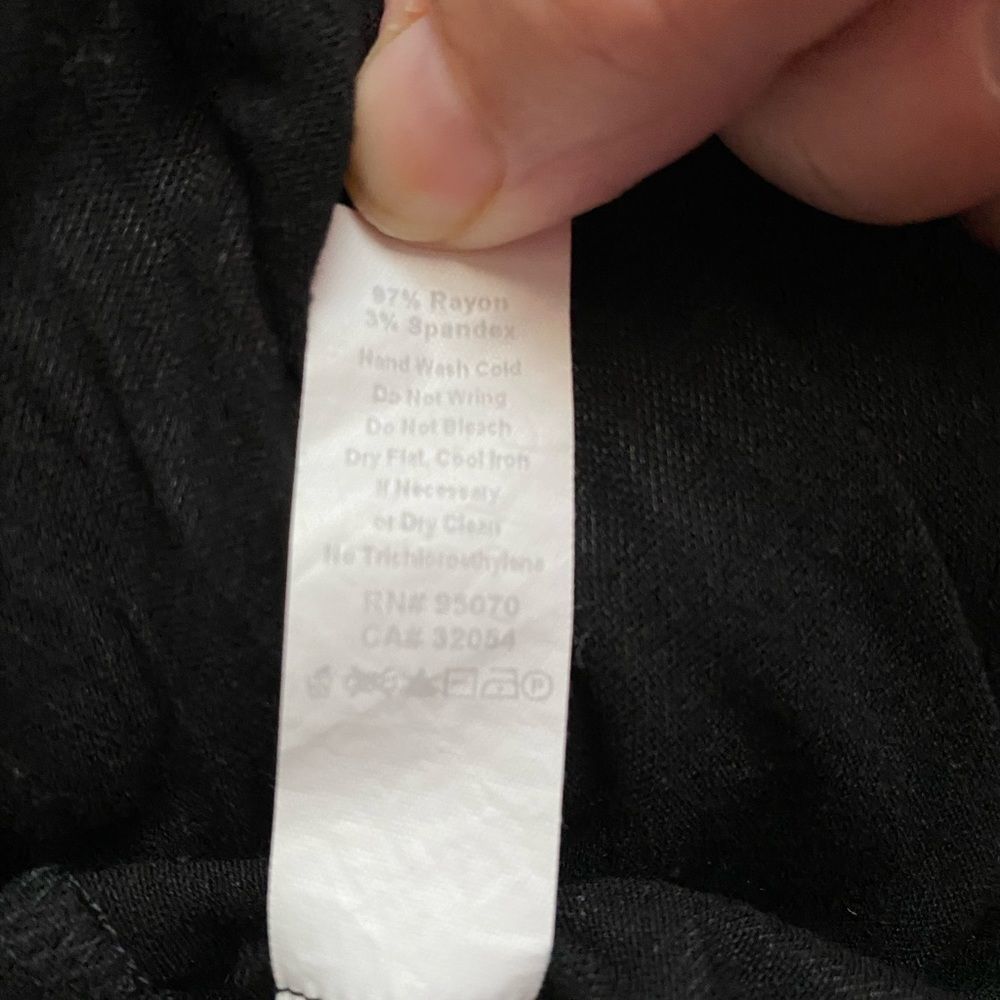 97% Rayon
3% Spandex
Hand Wash Cold
Do Not Wring
Do Not Bleach
Dry Flat, Cool Iron
If Necessary
or Dry Clean
No Trichloroethylene
RN# 95070
CA# 32054
P